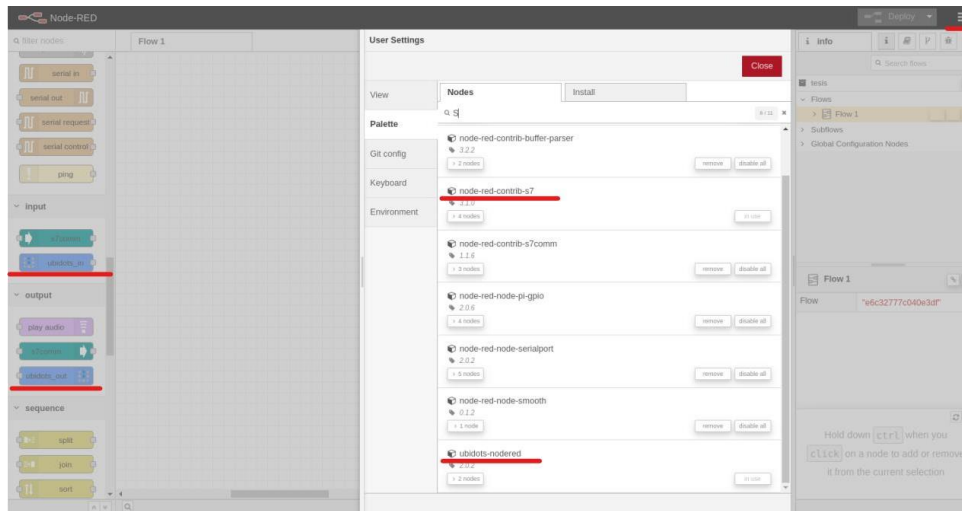 Node-RED
Deploy
filter nodes
serial in
serial out
serial request
serial control
ping
input
s7comm
ubidots_in
output
play audio
s7comm
ubidots_out
sequence
split
join
sort
Flow 1
User Settings
Close
View
Palette
Git config
Keyboard
Environment
Nodes
Install
S
node-red-contrib-buffer-parser
3.2.2
2 nodes
remove
disable all
node-red-contrib-s7
3.1.0
4 nodes
in use
node-red-contrib-s7comm
1.1.6
3 nodes
remove
disable all
node-red-node-pi-gpio
2.0.6
4 nodes
remove
disable all
node-red-node-serialport
2.0.2
5 nodes
remove
disable all
node-red-node-smooth
0.1.2
1 node
remove
disable all
ubidots-nodered
2.0.2
2 nodes
in use
i info
i
Search flows
tesis
Flows
Flow 1
Subflows
Global Configuration Nodes
Flow 1
Flow "e6c32777c040e3df"
Hold down ctrl when you
click on a node to add or remove
it from the current selection